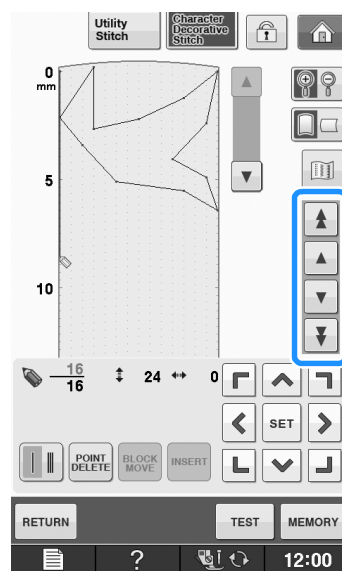 Utility
Stitch
Character
Decorative
Stitch
0
mm
5
10
16
16
24
0
SET
POINT
DELETE
BLOCK
MOVE
INSERT
RETURN
TEST
MEMORY
?
12:00